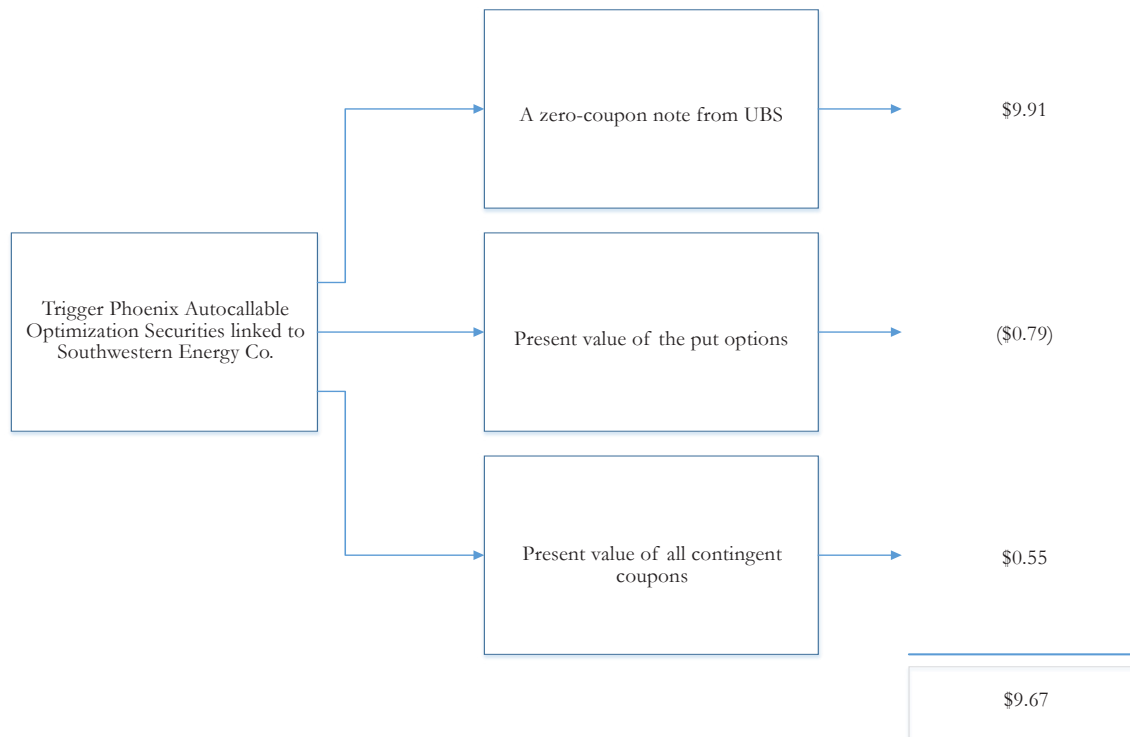 A zero-coupon note from UBS
$9.91
Trigger Phoenix Autocallable
Optimization Securities linked to
Southwestern Energy Co.
Present value of the put options
($0.79)
Present value of all contingent
coupons
$0.55
$9.67